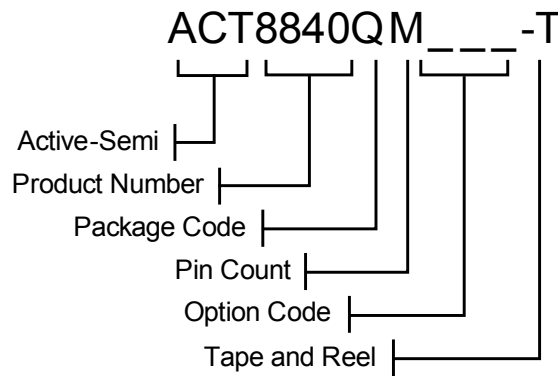 ACT8840QM_ _ _ -T
Active-Semi
Product Number
Package Code
Pin Count
Option Code
Tape and Reel